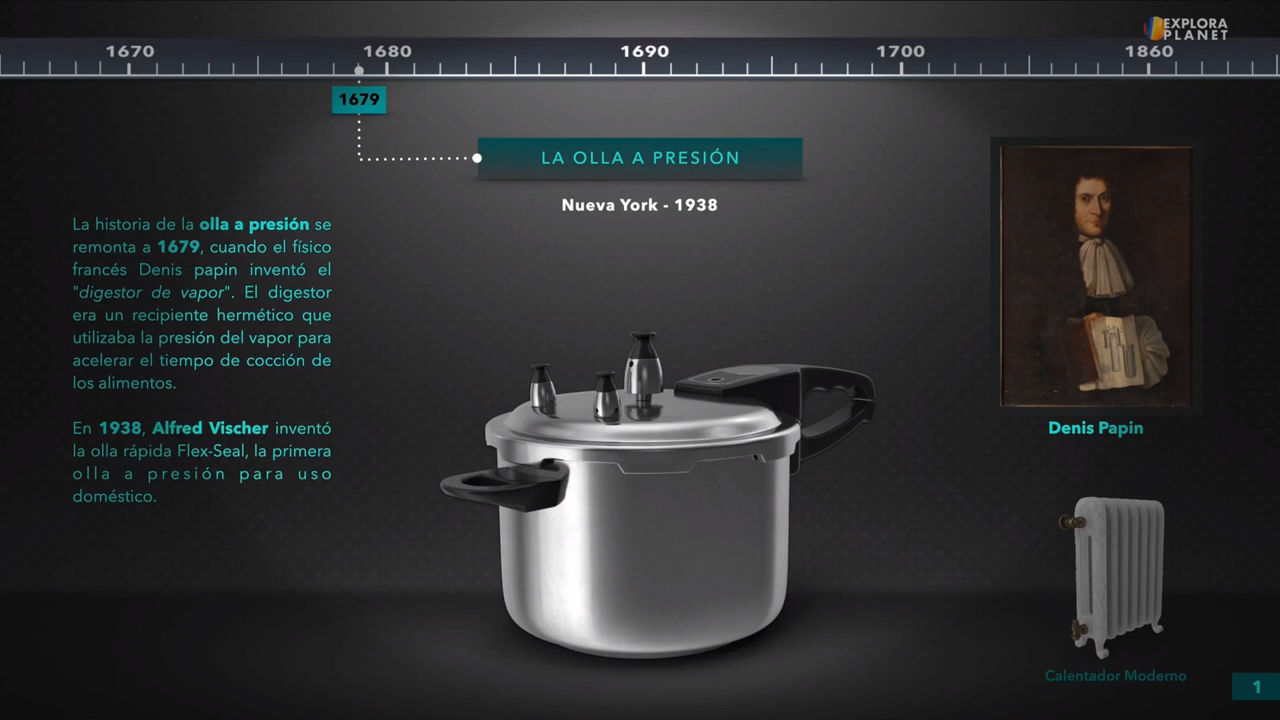 EXPLORA
PLANET
1670 1680 1690 1700 1860
1679
LA OLLA A PRESIÓN
Nueva York - 1938
La historia de la olla a presión se
remonta a 1679, cuando el físico
francés Denis papin inventó el
"digestor de vapor". El digestor
era un recipiente hermético que
utilizaba la presión del vapor para
acelerar el tiempo de cocción de
los alimentos.
En 1938, Alfred Vischer inventó
la olla rápida Flex-Seal, la primera
olla a presión para uso
doméstico.
Denis Papin
Calentador Moderno
1